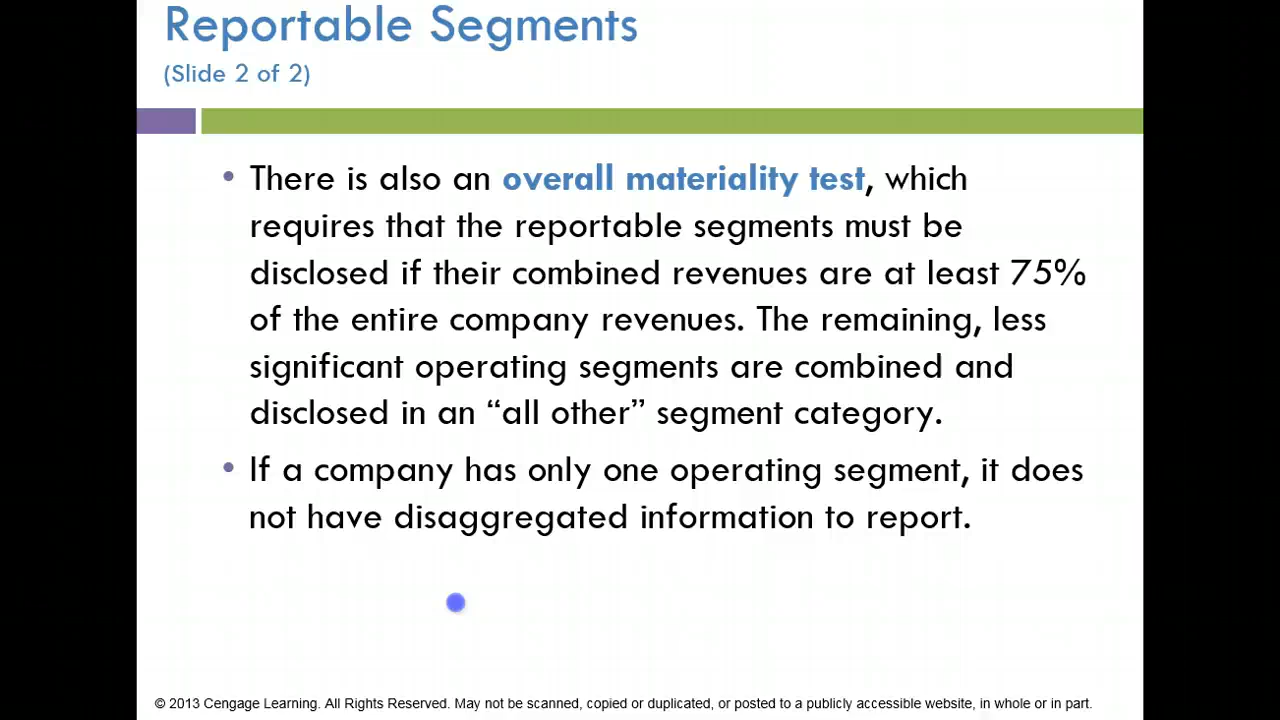 Reportable Segments
(Slide 2 of 2)
• There is also an overall materiality test, which
requires that the reportable segments must be
disclosed if their combined revenues are at least 75%
of the entire company revenues. The remaining, less
significant operating segments are combined and
disclosed in an “all other” segment category.
• If a company has only one operating segment, it does
not have disaggregated information to report.
© 2013 Cengage Learning. All Rights Reserved. May not be scanned, copied or duplicated, or posted to a publicly accessible website, in whole or in part.